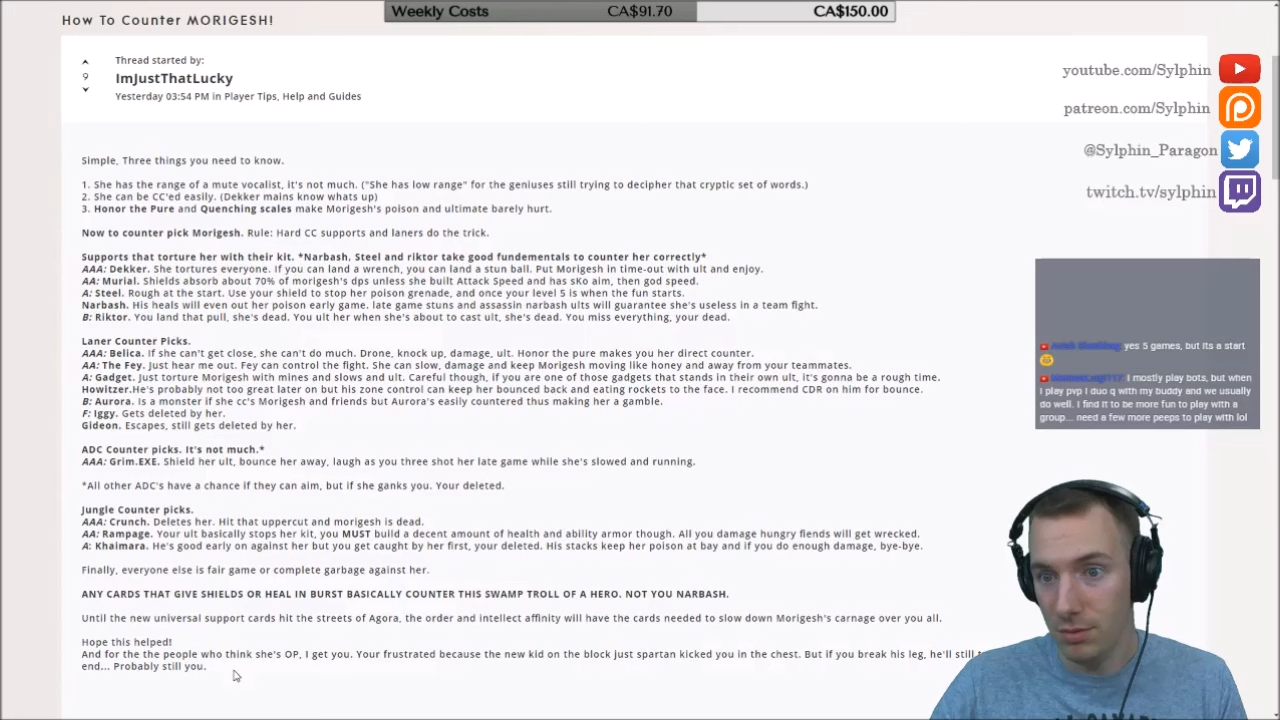 Weekly Costs CA$91.70 CA$150.00
How To Counter MORIGESH!
Thread started by:
9
ImJustThatLucky
Yesterday 03:54 PM in Player Tips, Help and Guides
youtube.com/Sylphin
patreon.com/Sylphin
@Sylphin_Paragon
twitch.tv/sylphin
Simple, Three things you need to know.
1. She has the range of a mute vocalist, it's not much. ("She has low range" for the geniuses still trying to decipher that cryptic set of words.)
2. She can be CC'ed easily. (Dekker mains know whats up)
3. Honor the Pure and Quenching scales make Morigesh's poison and ultimate barely hurt.
Now to counter pick Morigesh. Rule: Hard CC supports and laners do the trick.
Supports that torture her with their kit. *Narbash, Steel and riktor take good fundementals to counter her correctly*
AAA: Dekker. She tortures everyone. If you can land a wrench, you can land a stun ball. Put Morigesh in time-out with ult and enjoy.
AA: Murial. Shields absorb about 70% of morigesh's dps unless she built Attack Speed and has sKo aim, then god speed.
A: Steel. Rough at the start. Use your shield to stop her poison grenade, and once your level 5 is when the fun starts.
Narbash. His heals will even out her poison early game. late game stuns and assassin narbash ults will guarantee she's useless in a team fight.
B: Riktor. You land that pull, she's dead. You ult her when she's about to cast ult, she's dead. You miss everything, your dead.
Laner Counter Picks.
AAA: Belica. If she can't get close, she can't do much. Drone, knock up, damage, ult. Honor the pure makes you her direct counter.
AA: The Fey. Just hear me out. Fey can control the fight. She can slow, damage and keep Morigesh moving like honey and away from your teammates.
A: Gadget. Just torture Morigesh with mines and slows and ult. Careful though, if you are one of those gadgets that stands in their own ult, it's gonna be a rough time.
Howitzer.He's probably not too great later on but his zone control can keep her bounced back and eating rockets to the face. I recommend CDR on him for bounce.
B: Aurora. Is a monster if she cc's Morigesh and friends but Aurora's easily countered thus making her a gamble.
F: Iggy. Gets deleted by her.
Gideon. Escapes, still gets deleted by her.
ADC Counter picks. It's not much.*
AAA: Grim.EXE. Shield her ult, bounce her away, laugh as you three shot her late game while she's slowed and running.
*All other ADC's have a chance if they can aim, but if she ganks you. Your deleted.
Jungle Counter picks.
AAA: Crunch. Deletes her. Hit that uppercut and morigesh is dead.
AA: Rampage. Your ult basically stops her kit, you MUST build a decent amount of health and ability armor though. All you damage hungry fiends will get wrecked.
A: Khaimara. He's good early on against her but you get caught by her first, your deleted. His stacks keep her poison at bay and if you do enough damage, bye-bye.
Finally, everyone else is fair game or complete garbage against her.
ANY CARDS THAT GIVE SHIELDS OR HEAL IN BURST BASICALLY COUNTER THIS SWAMP TROLL OF A HERO. NOT YOU NARBASH.
Until the new universal support cards hit the streets of Agora, the order and intellect affinity will have the cards needed to slow down Morigesh's carnage over you all.
Hope this helped!
And for the the people who think she's OP, I get you. Your frustrated because the new kid on the block just spartan kicked you in the chest. But if you break his leg, he'll still
end... Probably still you.
yes 5 games, but its a start
I mostly play bots, but when
I play pvp I duo q with my buddy and we usually
do well. I find it to be more fun to play with a
group... need a few more peeps to play with lol